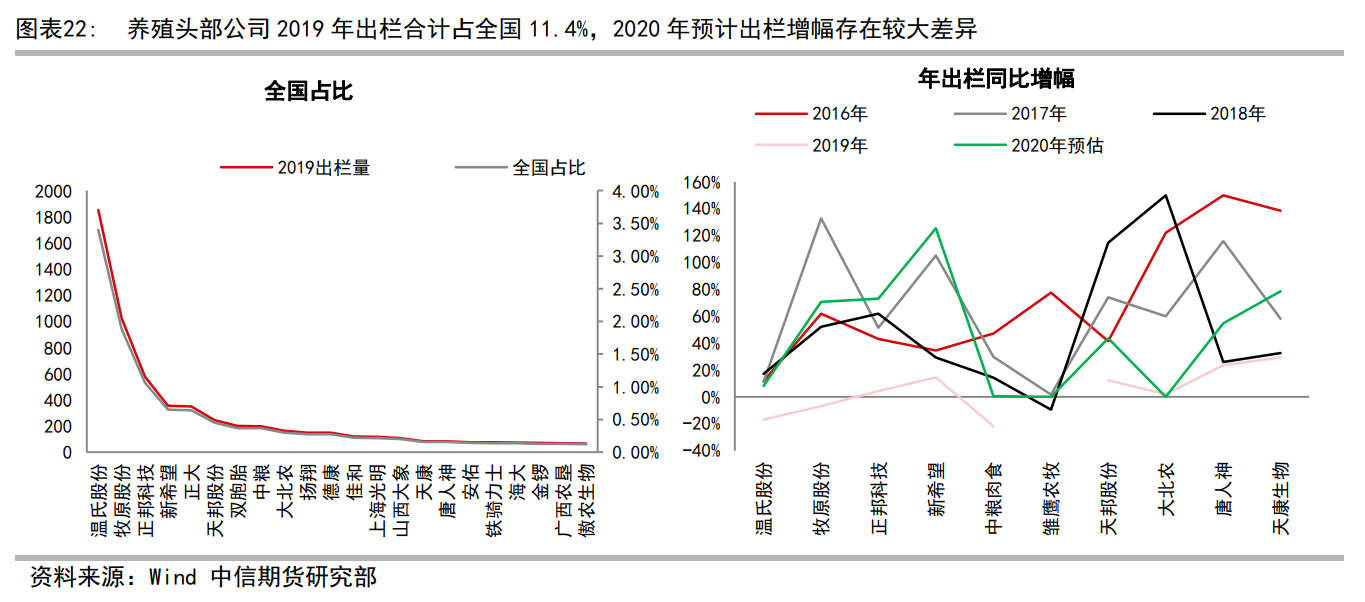 图表22: 养殖头部公司 2019 年出栏合计占全国 11.4%，2020 年预计出栏增幅存在较大差异
全国占比
2019出栏量
全国占比
2000
1800
1600
1400
1200
1000
800
600
400
200
0
4.00%
3.50%
3.00%
2.50%
2.00%
1.50%
1.00%
0.50%
0.00%
温氏股份
牧原股份
正邦科技
新希望
正大
天邦股份
双胞胎
中粮
大北农
扬翔
德康
佳和
上海光明
山西大象
天康
唐人神
安佑
铁骑力士
海大
金锣
广西农垦
傲农生物
年出栏同比增幅
2016年
2017年
2018年
2019年
2020年预估
160%
140%
120%
100%
80%
60%
40%
20%
0%
-20%
-40%
温氏股份
牧原股份
正邦科技
新希望
中粮肉食
雏鹰农牧
天邦股份
大北农
唐人神
天康生物
资料来源：Wind 中信期货研究部